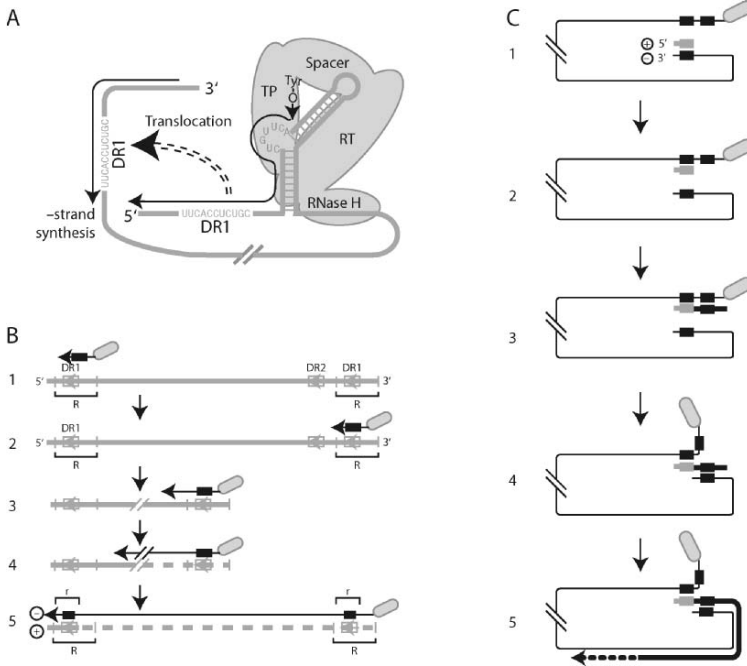 A
Spacer
TP
Tyr
O
RT
3′
Translocation
UUCACCUCUGC
DR1
RNase H
5′
UUCACCUCUGC
DR1
–strand
synthesis
B
1
5′ DR1 DR2 DR1 3′
R R
2
5′ DR1 3′
R R
3
4
5
r r
−
+
R R
C
1
+ 5′
− 3′
2
3
4
5